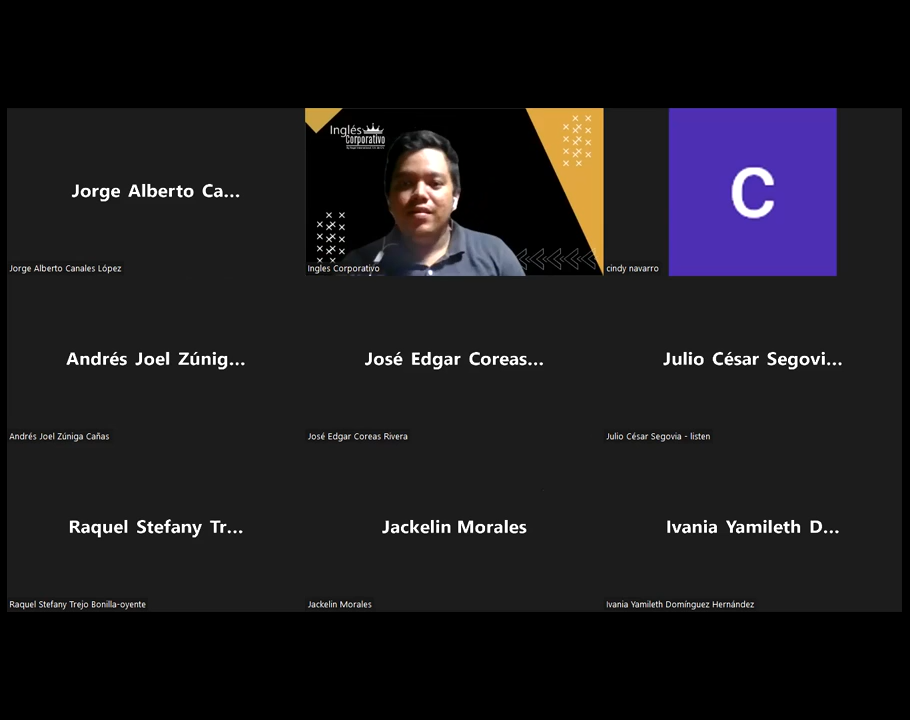 Jorge Alberto Ca...
Jorge Alberto Canales López
Inglés
Corporativo
Ingles Corporativo
C
cindy navarro
Andrés Joel Zúnig...
Andrés Joel Zúniga Cañas
José Edgar Coreas...
José Edgar Coreas Rivera
Julio César Segovi...
Julio César Segovia - listen
Raquel Stefany Tr...
Raquel Stefany Trejo Bonilla-oyente
Jackelin Morales
Jackelin Morales
Ivania Yamileth D...
Ivania Yamileth Domínguez Hernández